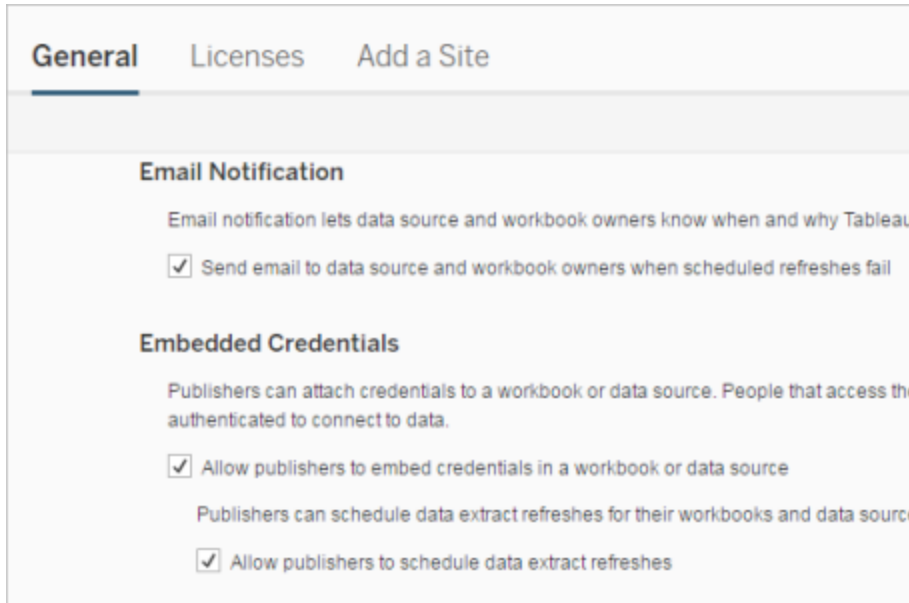 General Licenses Add a Site
Email Notification
Email notification lets data source and workbook owners know when and why Tableau
Send email to data source and workbook owners when scheduled refreshes fail
Embedded Credentials
Publishers can attach credentials to a workbook or data source. People that access the
authenticated to connect to data.
Allow publishers to embed credentials in a workbook or data source
Publishers can schedule data extract refreshes for their workbooks and data source
Allow publishers to schedule data extract refreshes